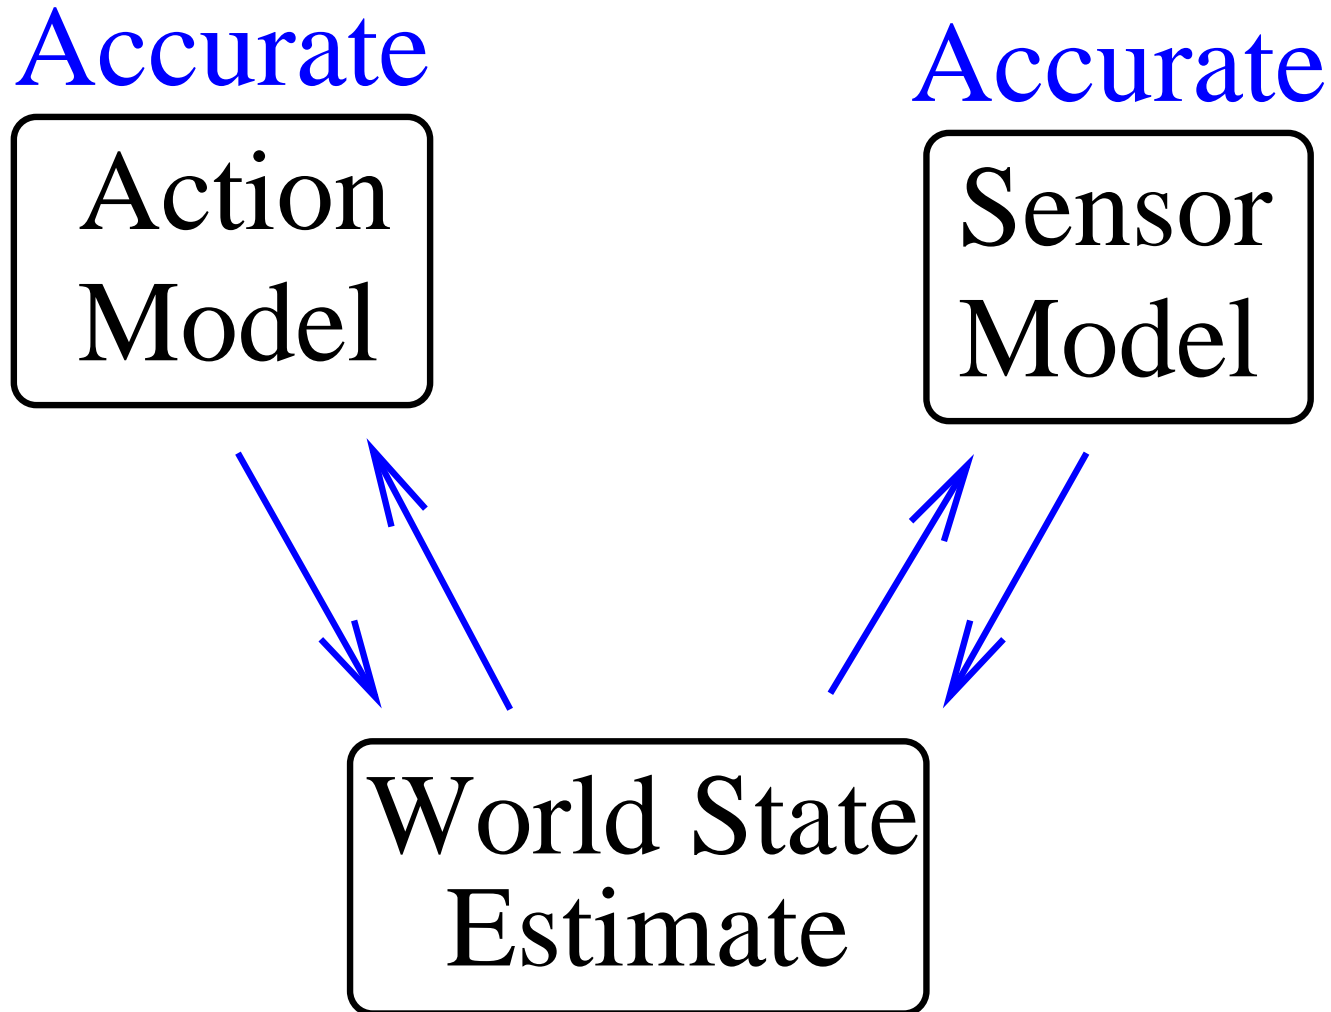 Accurate
Action
Model
Accurate
Sensor
Model
World State
Estimate